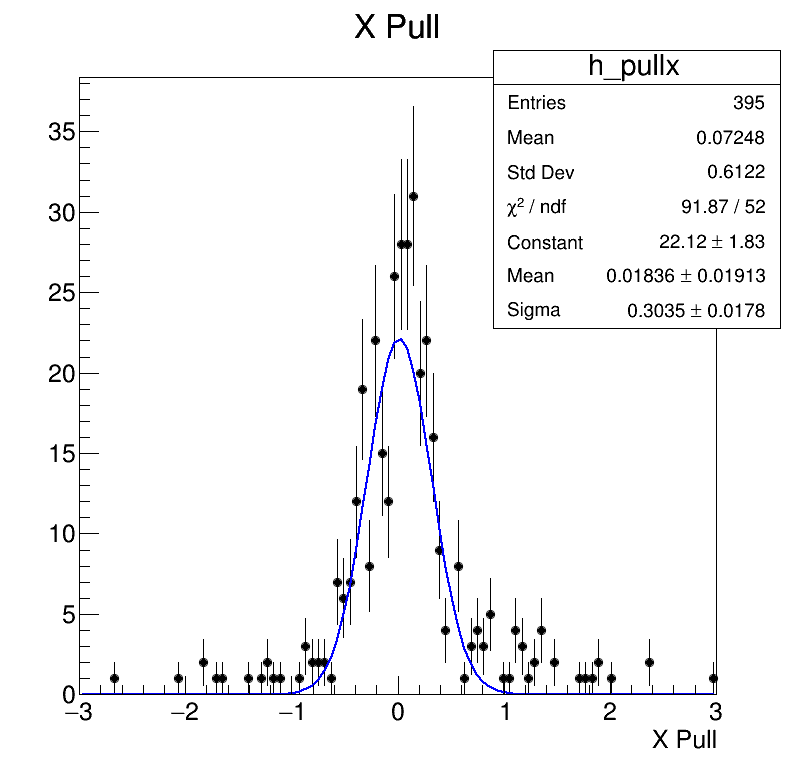 X Pull
h_pullx
Entries 395
Mean 0.07248
Std Dev 0.6122
χ² / ndf 91.87 / 52
Constant 22.12 ± 1.83
Mean 0.01836 ± 0.01913
Sigma 0.3035 ± 0.0178
35
30
25
20
15
10
5
0
−3 −2 −1 0 1 2 3
X Pull